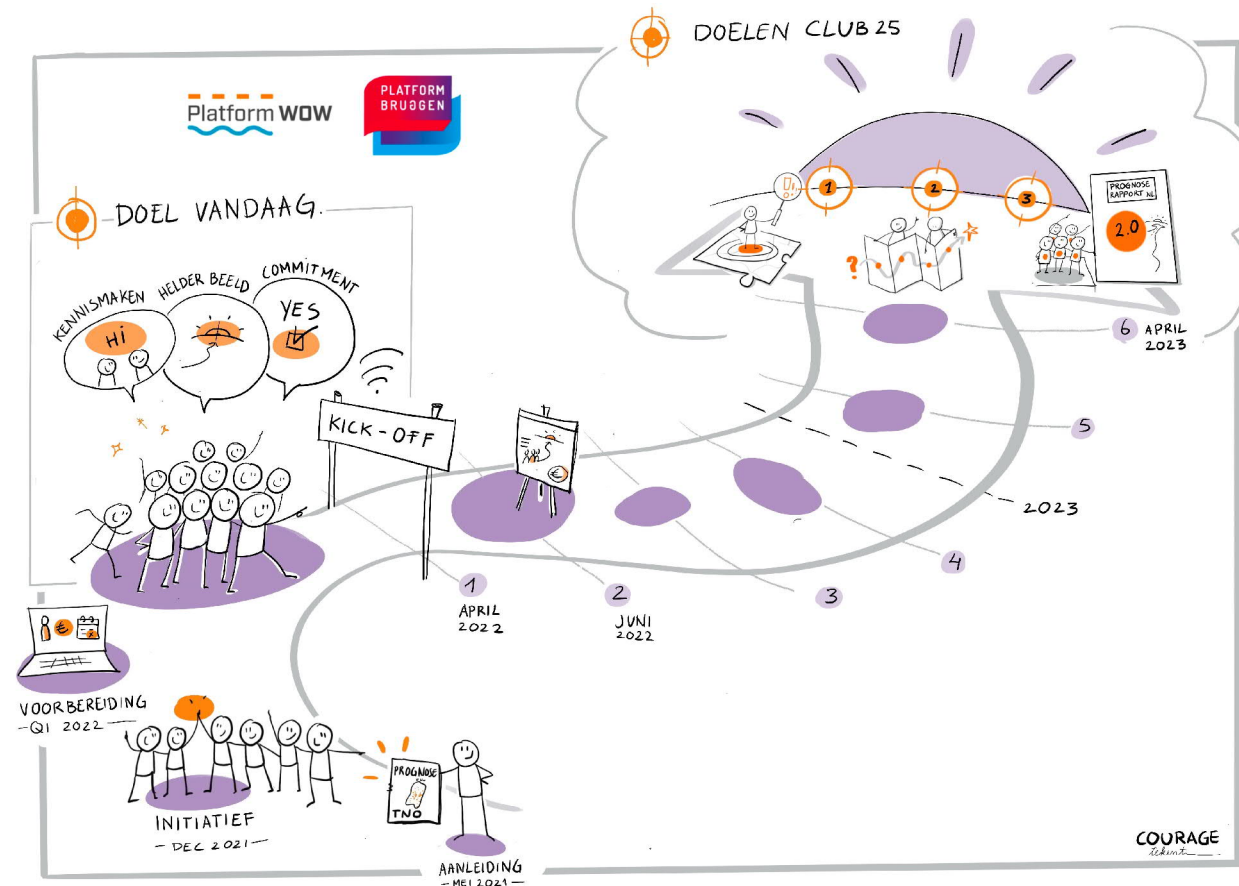 DOELEN CLUB 25
Platform WOW
PLATFORM
BRUGGEN
DOEL VANDAAG.
KENNISMAKEN
HELDER BEELD
COMMITMENT
HI
YES
!
1
2
3
PROGNOSE
RAPPORT NL
2.0
?
6 APRIL
2023
5
2023
4
3
KICK-OFF
€
1
APRIL
2022
2
JUNI
2022
€
VOORBEREIDING
- Q1 2022 -
INITIATIEF
- DEC 2021 -
PROGNOSE
TNO
AANLEIDING
- MEI 2021 -
COURAGE
tekent